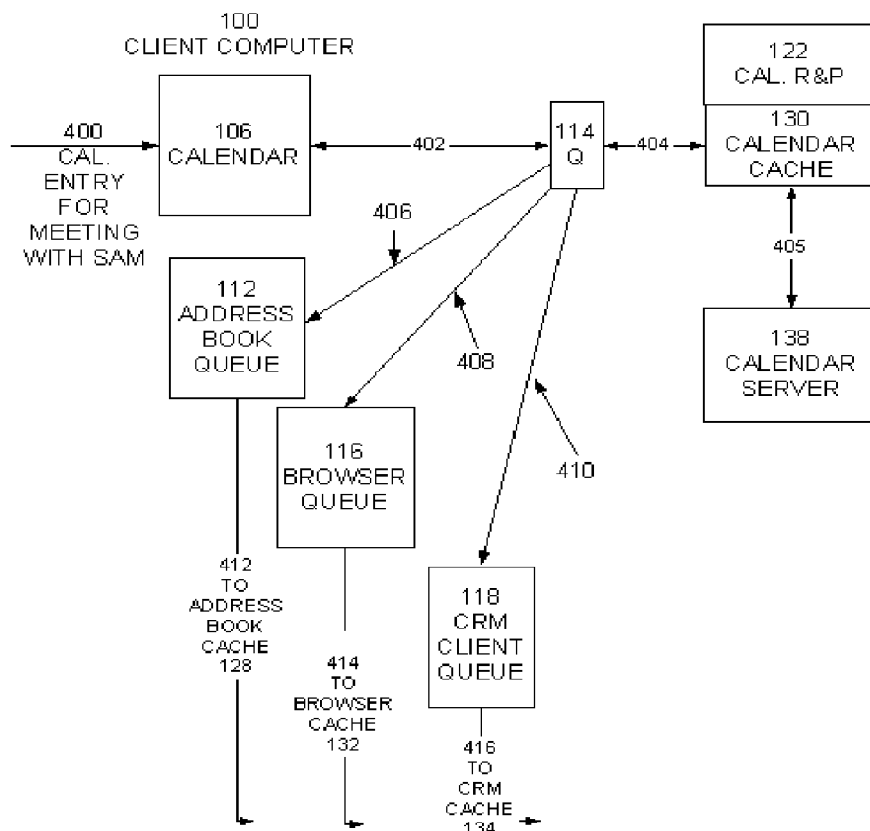 100
CLIENT COMPUTER
400
CAL.
ENTRY
FOR
MEETING
WITH SAM
106
CALENDAR
402
114
Q
404
122
CAL. R&P
130
CALENDAR
CACHE
405
138
CALENDAR
SERVER
406
408
410
112
ADDRESS
BOOK
QUEUE
116
BROWSER
QUEUE
118
CRM
CLIENT
QUEUE
412
TO
ADDRESS
BOOK
CACHE
128
414
TO
BROWSER
CACHE
132
416
TO
CRM
CACHE
134